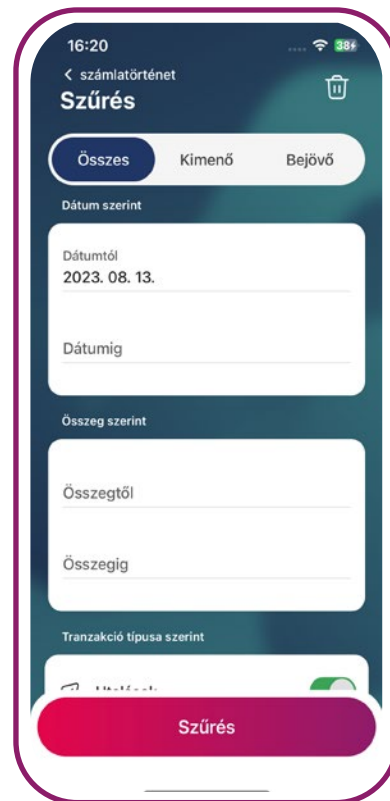 16:20
38
számlatörténet
Szűrés
Összes Kimenő Bejövő
Dátum szerint
Dátumtól
2023. 08. 13.
Dátumig
Összeg szerint
Összegtől
Összegig
Tranzakció típusa szerint
Szűrés